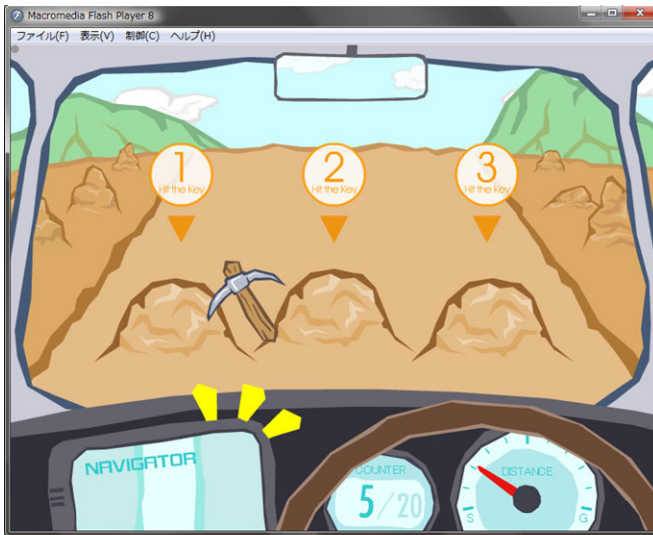 Macromedia Flash Player 8
ファイル(F) 表示(V) 制御(C) ヘルプ(H)
1 2 3
Hit the Key Hit the Key Hit the Key
NAVIGATOR
COUNTER
5/20
DISTANCE
S G